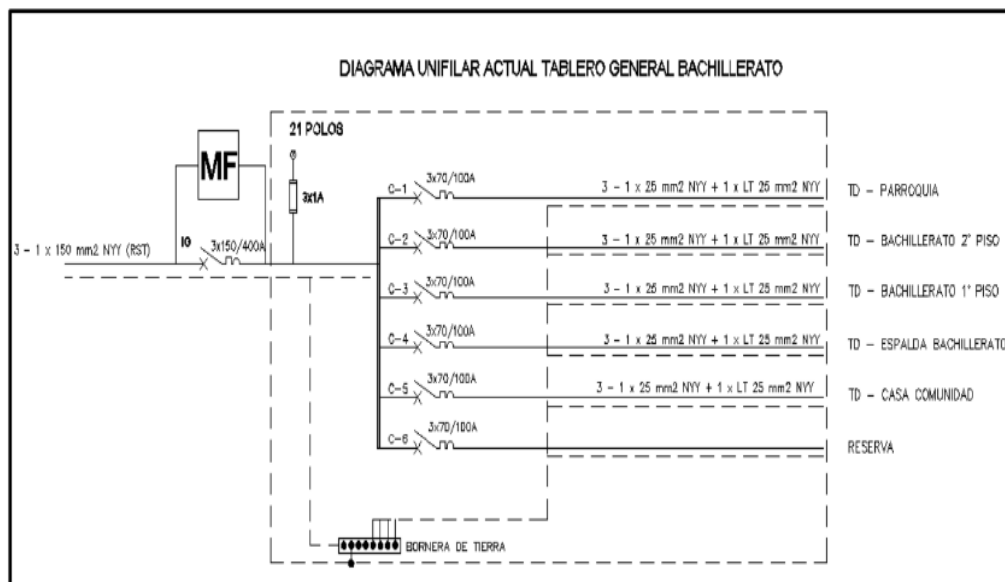 DIAGRAMA UNIFILAR ACTUAL TABLERO GENERAL BACHILLERATO
21 POLOS
MF
3x1A
3 - 1 x 150 mm2 NYY (RST)
IG
3x150/400A
C-1
3x70/100A
3 - 1 x 25 mm2 NYY + 1 x LT 25 mm2 NYY
TD - PARROQUIA
C-2
3x70/100A
3 - 1 x 25 mm2 NYY + 1 x LT 25 mm2 NYY
TD - BACHILLERATO 2° PISO
C-3
3x70/100A
3 - 1 x 25 mm2 NYY + 1 x LT 25 mm2 NYY
TD - BACHILLERATO 1° PISO
C-4
3x70/100A
3 - 1 x 25 mm2 NYY + 1 x LT 25 mm2 NYY
TD - ESPALDA BACHILLERATO
C-5
3x70/100A
3 - 1 x 25 mm2 NYY + 1 x LT 25 mm2 NYY
TD - CASA COMUNIDAD
C-6
3x70/100A
RESERVA
BORNERA DE TIERRA